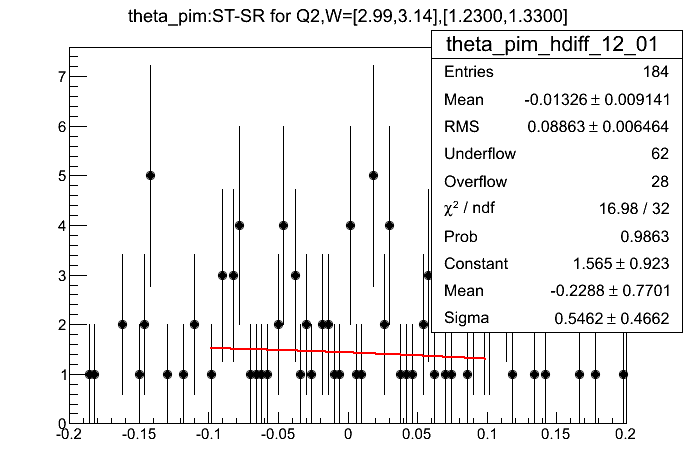 theta_pim:ST-SR for Q2,W=[2.99,3.14],[1.2300,1.3300]
theta_pim_hdiff_12_01
Entries 184
Mean -0.01326 ± 0.009141
RMS 0.08863 ± 0.006464
Underflow 62
Overflow 28
χ² / ndf 16.98 / 32
Prob 0.9863
Constant 1.565 ± 0.923
Mean -0.2288 ± 0.7701
Sigma 0.5462 ± 0.4662
7
6
5
4
3
2
1
0
-0.2 -0.15 -0.1 -0.05 0 0.05 0.1 0.15 0.2